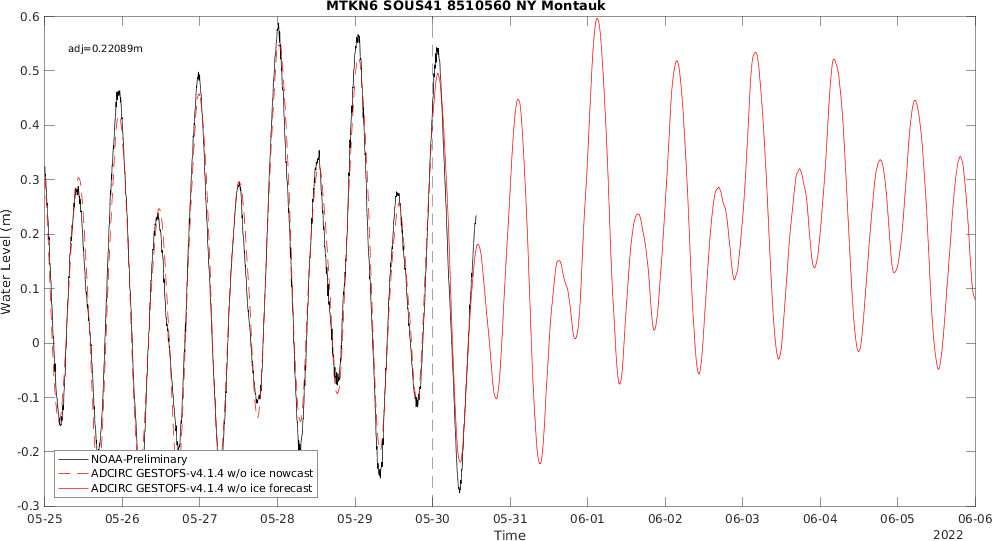 MTKN6 SOUS41 8510560 NY Montauk
adj=0.22089m
Water Level (m)
0.6
0.5
0.4
0.3
0.2
0.1
0
-0.1
-0.2
-0.3
NOAA-Preliminary
ADCIRC GESTOFS-v4.1.4 w/o ice nowcast
ADCIRC GESTOFS-v4.1.4 w/o ice forecast
05-25 05-26 05-27 05-28 05-29 05-30 05-31 06-01 06-02 06-03 06-04 06-05 06-06
Time
2022